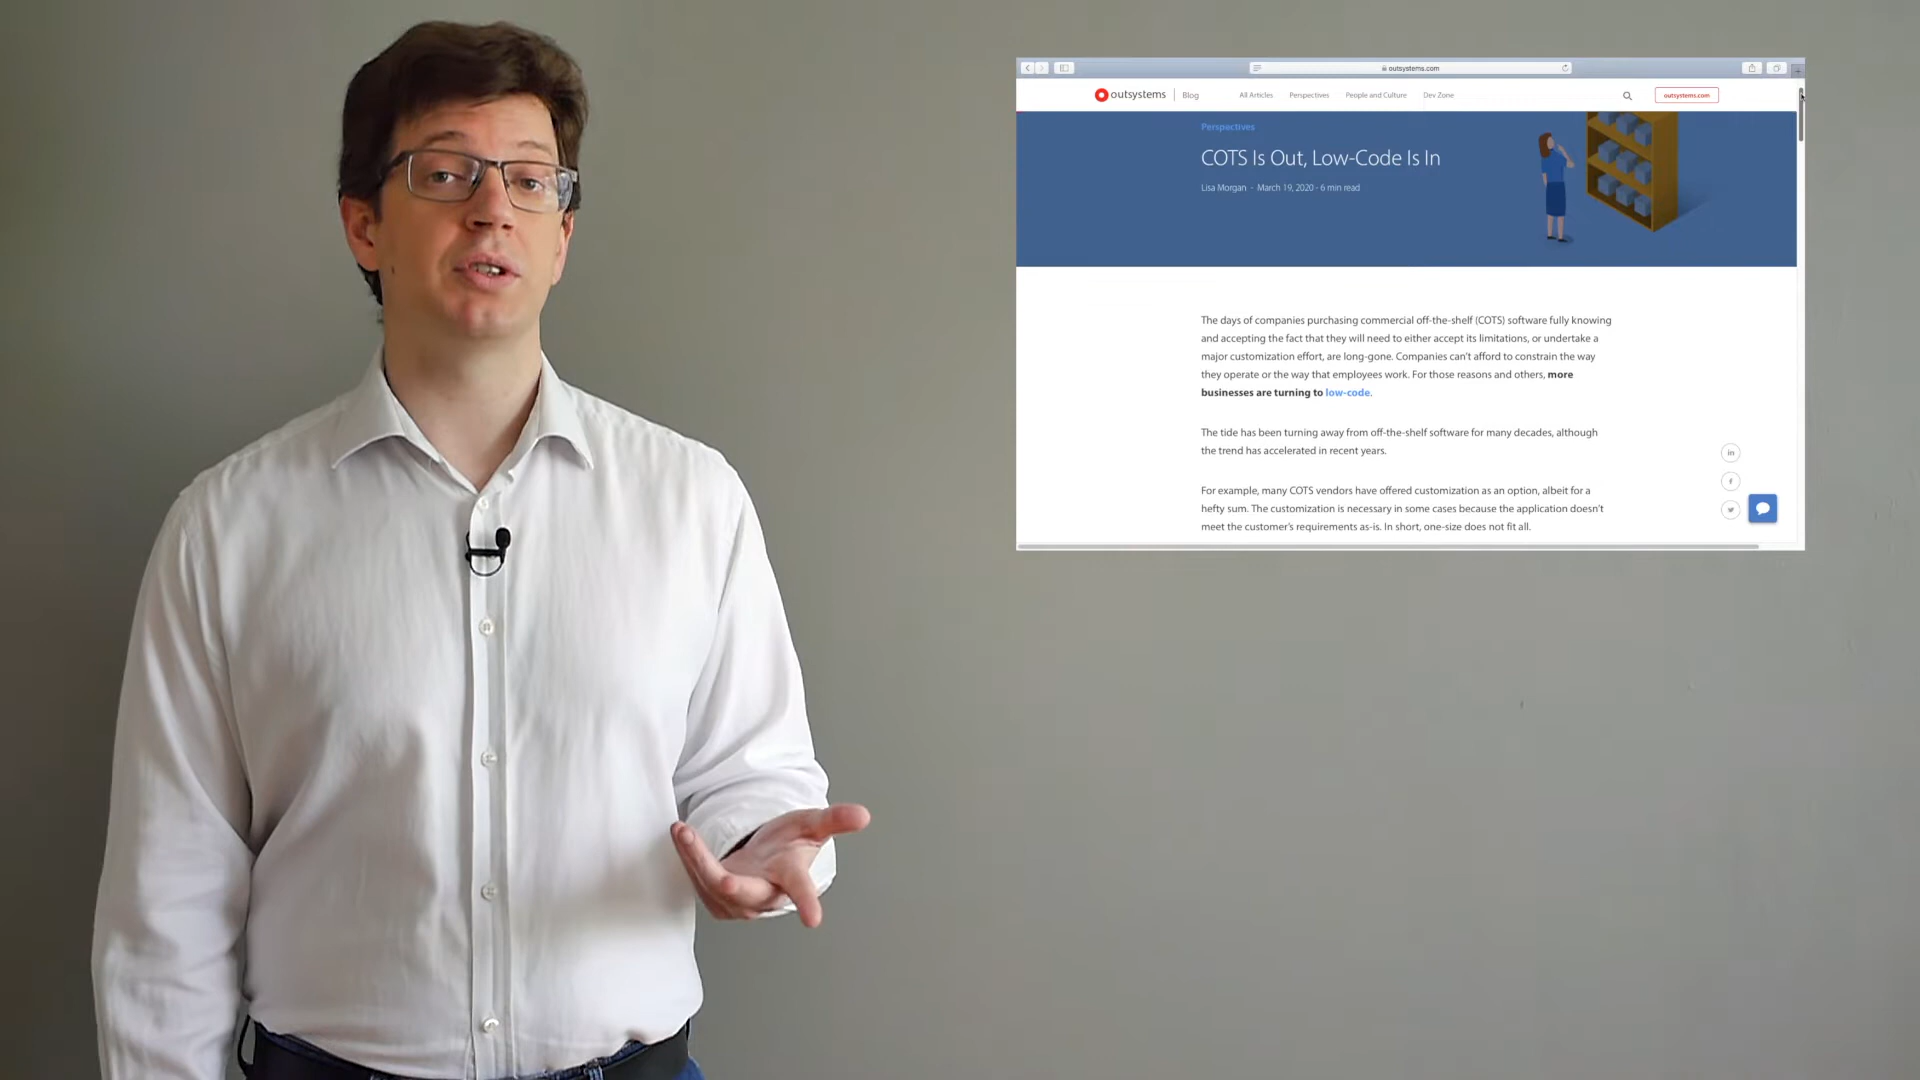 outsystems.com
outsystems | Blog All Articles Perspectives People and Culture Dev Zone outsystems.com
Perspectives
COTS Is Out, Low-Code Is In
Lisa Morgan - March 19, 2020 - 6 min read
The days of companies purchasing commercial off-the-shelf (COTS) software fully knowing
and accepting the fact that they will need to either accept its limitations, or undertake a
major customization effort, are long-gone. Companies can't afford to constrain the way
they operate or the way that employees work. For those reasons and others, more
businesses are turning to low-code.
The tide has been turning away from off-the-shelf software for many decades, although
the trend has accelerated in recent years.
For example, many COTS vendors have offered customization as an option, albeit for a
hefty sum. The customization is necessary in some cases because the application doesn't
meet the customer's requirements as-is. In short, one-size does not fit all.
in
f